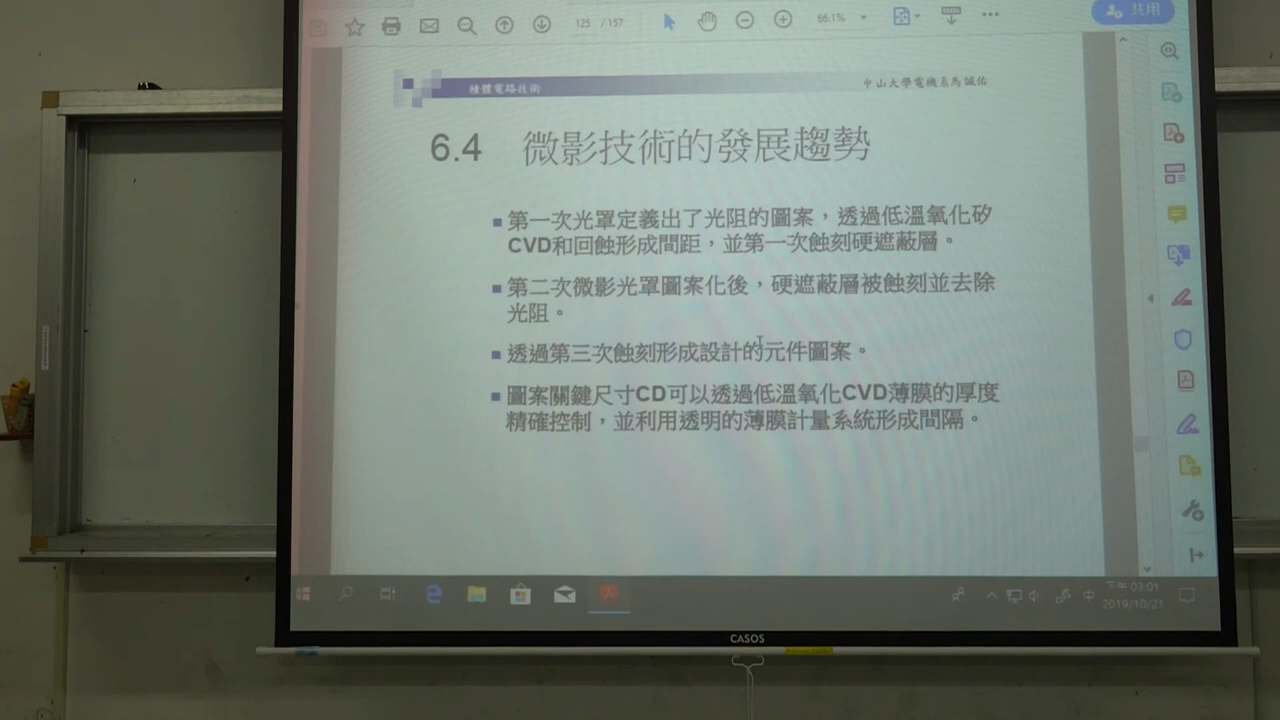 125 / 157
66.1%
共用
積體電路技術
中山大學電機系馬誠佑
6.4 微影技術的發展趨勢
第一次光罩定義出了光阻的圖案，透過低溫氧化矽
CVD和回蝕形成間距，並第一次蝕刻硬遮蔽層。
第二次微影光罩圖案化後，硬遮蔽層被蝕刻並去除
光阻。
透過第三次蝕刻形成設計的元件圖案。
圖案關鍵尺寸CD可以透過低溫氧化CVD薄膜的厚度
精確控制，並利用透明的薄膜計量系統形成間隔。
中
下午 03:01
2019/10/21
CASOS